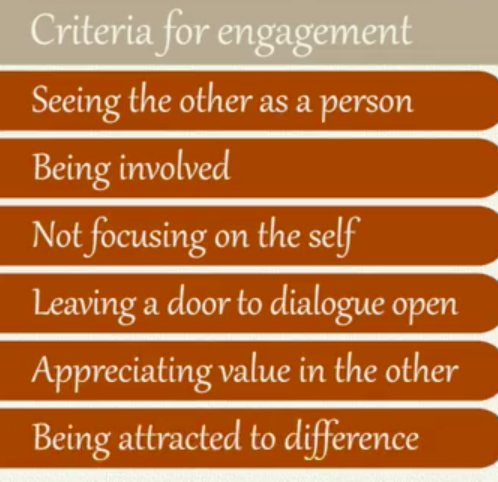 Criteria for engagement
Seeing the other as a person
Being involved
Not focusing on the self
Leaving a door to dialogue open
Appreciating value in the other
Being attracted to difference